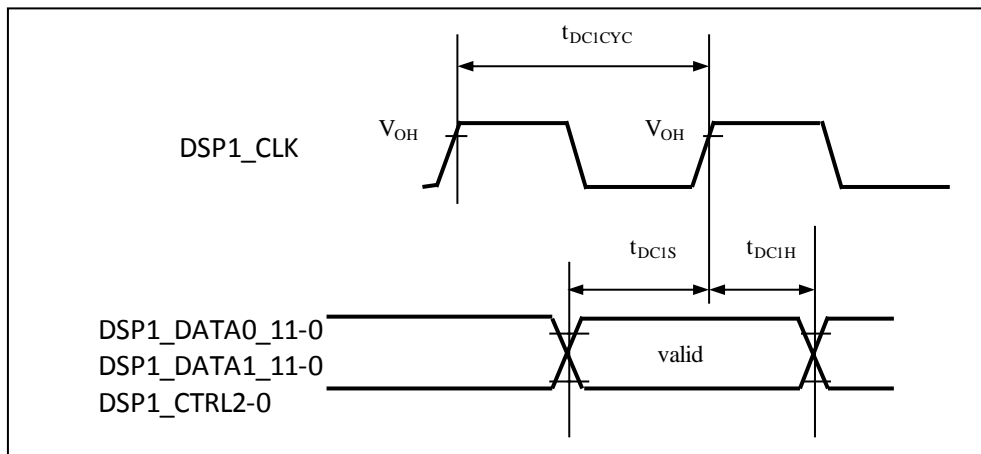 tDC1CYC
VOH
VOH
DSP1_CLK
tDC1S
tDC1H
DSP1_DATA0_11-0
DSP1_DATA1_11-0
valid
DSP1_CTRL2-0